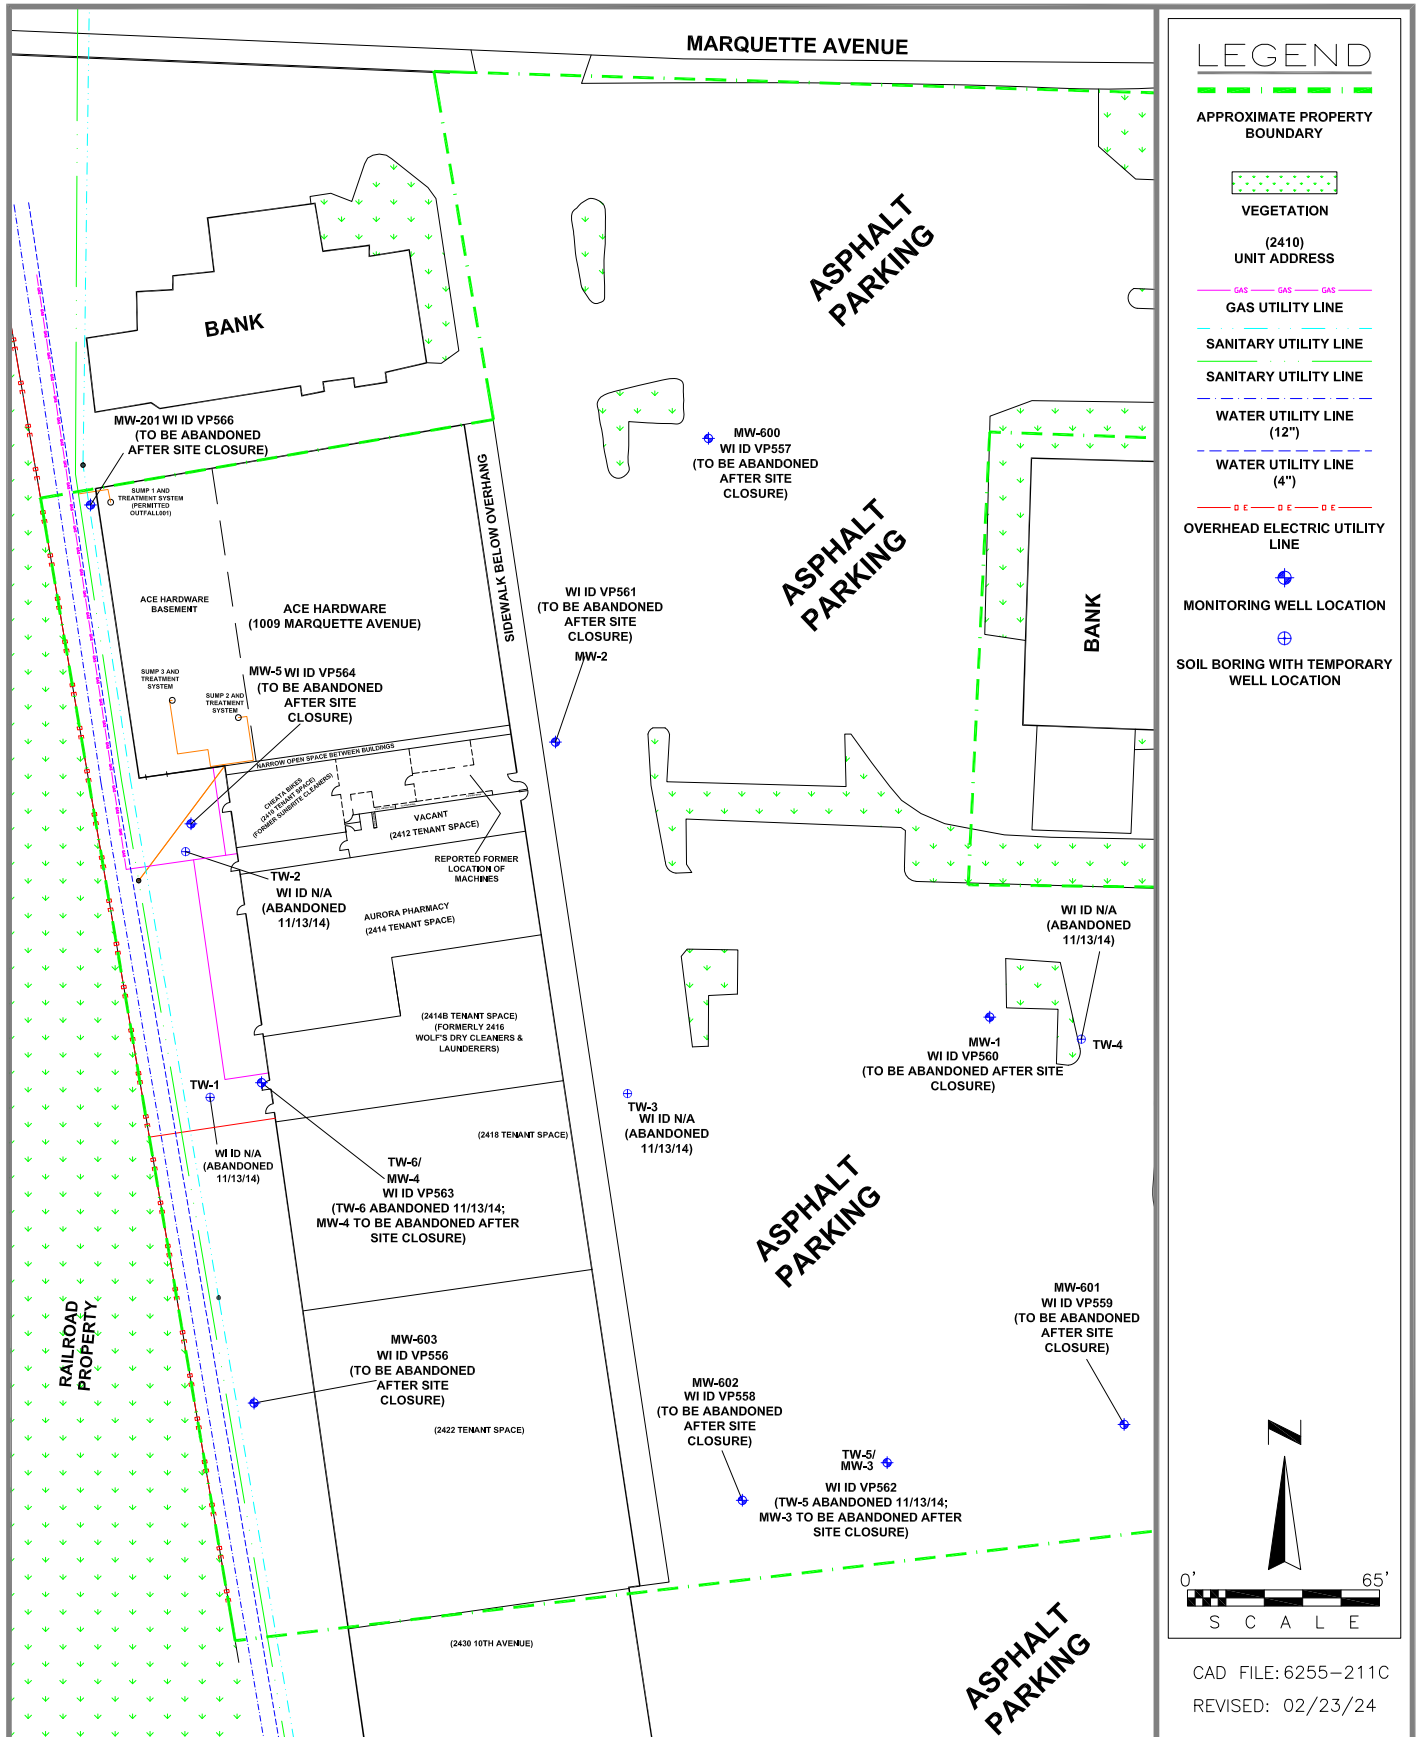 MARQUETTE AVENUE
ASPHALT
PARKING
BANK
MW-201 WI ID VP566
(TO BE ABANDONED
AFTER SITE CLOSURE)
SUMP 1 AND
TREATMENT SYSTEM
(PERMITTED
OUTFALL001)
SIDEWALK BELOW OVERHANG
MW-600
WI ID VP557
(TO BE ABANDONED
AFTER SITE
CLOSURE)
ASPHALT
PARKING
ACE HARDWARE
BASEMENT
ACE HARDWARE
(1009 MARQUETTE AVENUE)
WI ID VP561
(TO BE ABANDONED
AFTER SITE
CLOSURE)
MW-2
BANK
SUMP 3 AND
TREATMENT
SYSTEM
SUMP 2 AND
TREATMENT
SYSTEM
MW-5 WI ID VP564
(TO BE ABANDONED
AFTER SITE
CLOSURE)
NARROW OPEN SPACE BETWEEN BUILDINGS
CHEATA BIKES
(2410 TENANT SPACE)
(FORMER SUNBRITE CLEANERS)
VACANT
(2412 TENANT SPACE)
REPORTED FORMER
LOCATION OF
MACHINES
TW-2
WI ID N/A
(ABANDONED
11/13/14)
AURORA PHARMACY
(2414 TENANT SPACE)
WI ID N/A
(ABANDONED
11/13/14)
TW-4
(2414B TENANT SPACE)
(FORMERLY 2416
WOLF'S DRY CLEANERS &
LAUNDERERS)
MW-1
WI ID VP560
(TO BE ABANDONED AFTER SITE
CLOSURE)
TW-1
WI ID N/A
(ABANDONED
11/13/14)
TW-3
WI ID N/A
(ABANDONED
11/13/14)
(2418 TENANT SPACE)
TW-6/
MW-4
WI ID VP563
(TW-6 ABANDONED 11/13/14;
MW-4 TO BE ABANDONED AFTER
SITE CLOSURE)
ASPHALT
PARKING
RAILROAD
PROPERTY
MW-603
WI ID VP556
(TO BE ABANDONED
AFTER SITE
CLOSURE)
(2422 TENANT SPACE)
MW-601
WI ID VP559
(TO BE ABANDONED
AFTER SITE
CLOSURE)
MW-602
WI ID VP558
(TO BE ABANDONED
AFTER SITE
CLOSURE)
TW-5/
MW-3
WI ID VP562
(TW-5 ABANDONED 11/13/14;
MW-3 TO BE ABANDONED AFTER
SITE CLOSURE)
(2430 10TH AVENUE)
ASPHALT
PARKING
LEGEND
APPROXIMATE PROPERTY
BOUNDARY
VEGETATION
(2410)
UNIT ADDRESS
GAS GAS GAS
GAS UTILITY LINE
SANITARY UTILITY LINE
SANITARY UTILITY LINE
WATER UTILITY LINE
(12")
WATER UTILITY LINE
(4")
OE OE OE
OVERHEAD ELECTRIC UTILITY
LINE
MONITORING WELL LOCATION
SOIL BORING WITH TEMPORARY
WELL LOCATION
N
0' 65'
SCALE
CAD FILE: 6255-211C
REVISED: 02/23/24